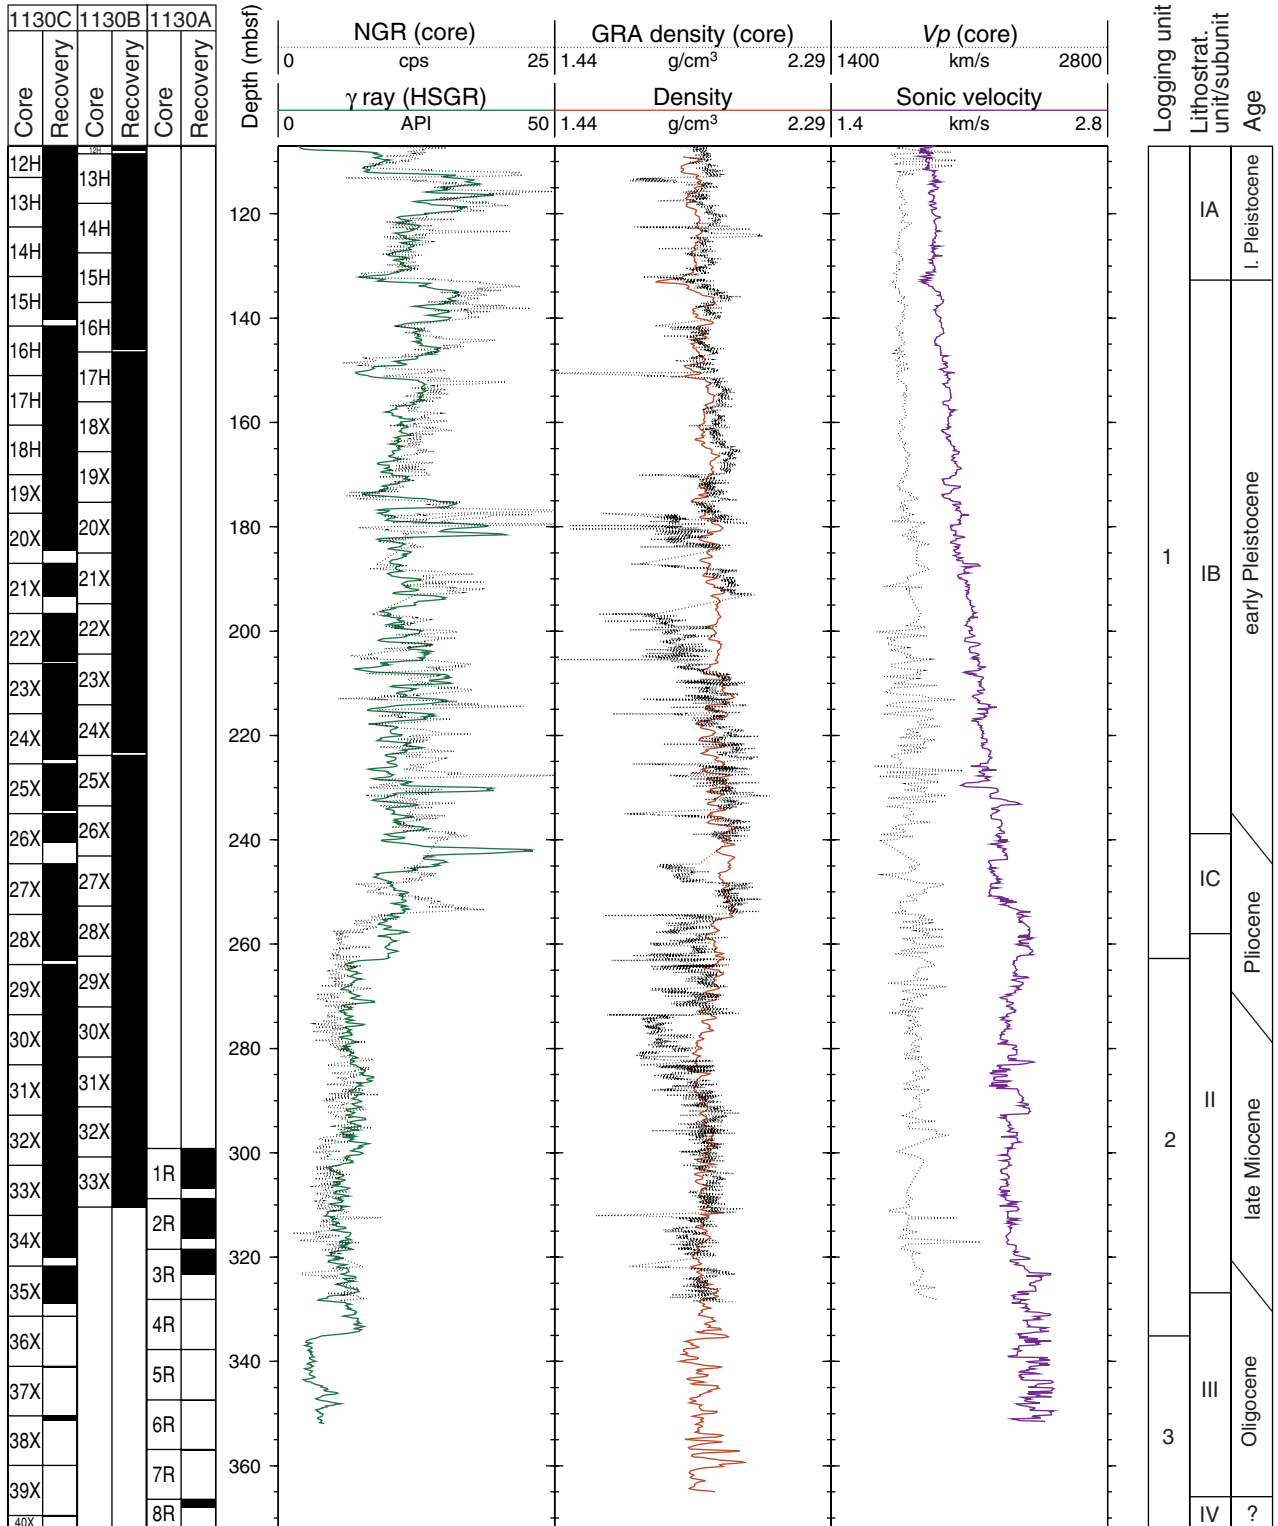 1130C 1130B 1130A
Core Recovery Core Recovery Core Recovery
Depth (mbsf)
NGR (core)
0 cps 25
γ ray (HSGR)
0 API 50
GRA density (core)
1.44 g/cm³ 2.29
Density
1.44 g/cm³ 2.29
Vp (core)
1400 km/s 2800
Sonic velocity
1.4 km/s 2.8
Logging unit
Lithostrat. unit/subunit
Age
12H
13H
14H
15H
16H
17H
18H
19X
20X
21X
22X
23X
24X
25X
26X
27X
28X
29X
30X
31X
32X
33X
34X
35X
36X
37X
38X
39X
40X
12H
13H
14H
15H
16H
17H
18X
19X
20X
21X
22X
23X
24X
25X
26X
27X
28X
29X
30X
31X
32X
33X
1R
2R
3R
4R
5R
6R
7R
8R
120
140
160
180
200
220
240
260
280
300
320
340
360
1
2
3
IA
IB
IC
II
III
IV
l. Pleistocene
early Pleistocene
Pliocene
late Miocene
Oligocene
?